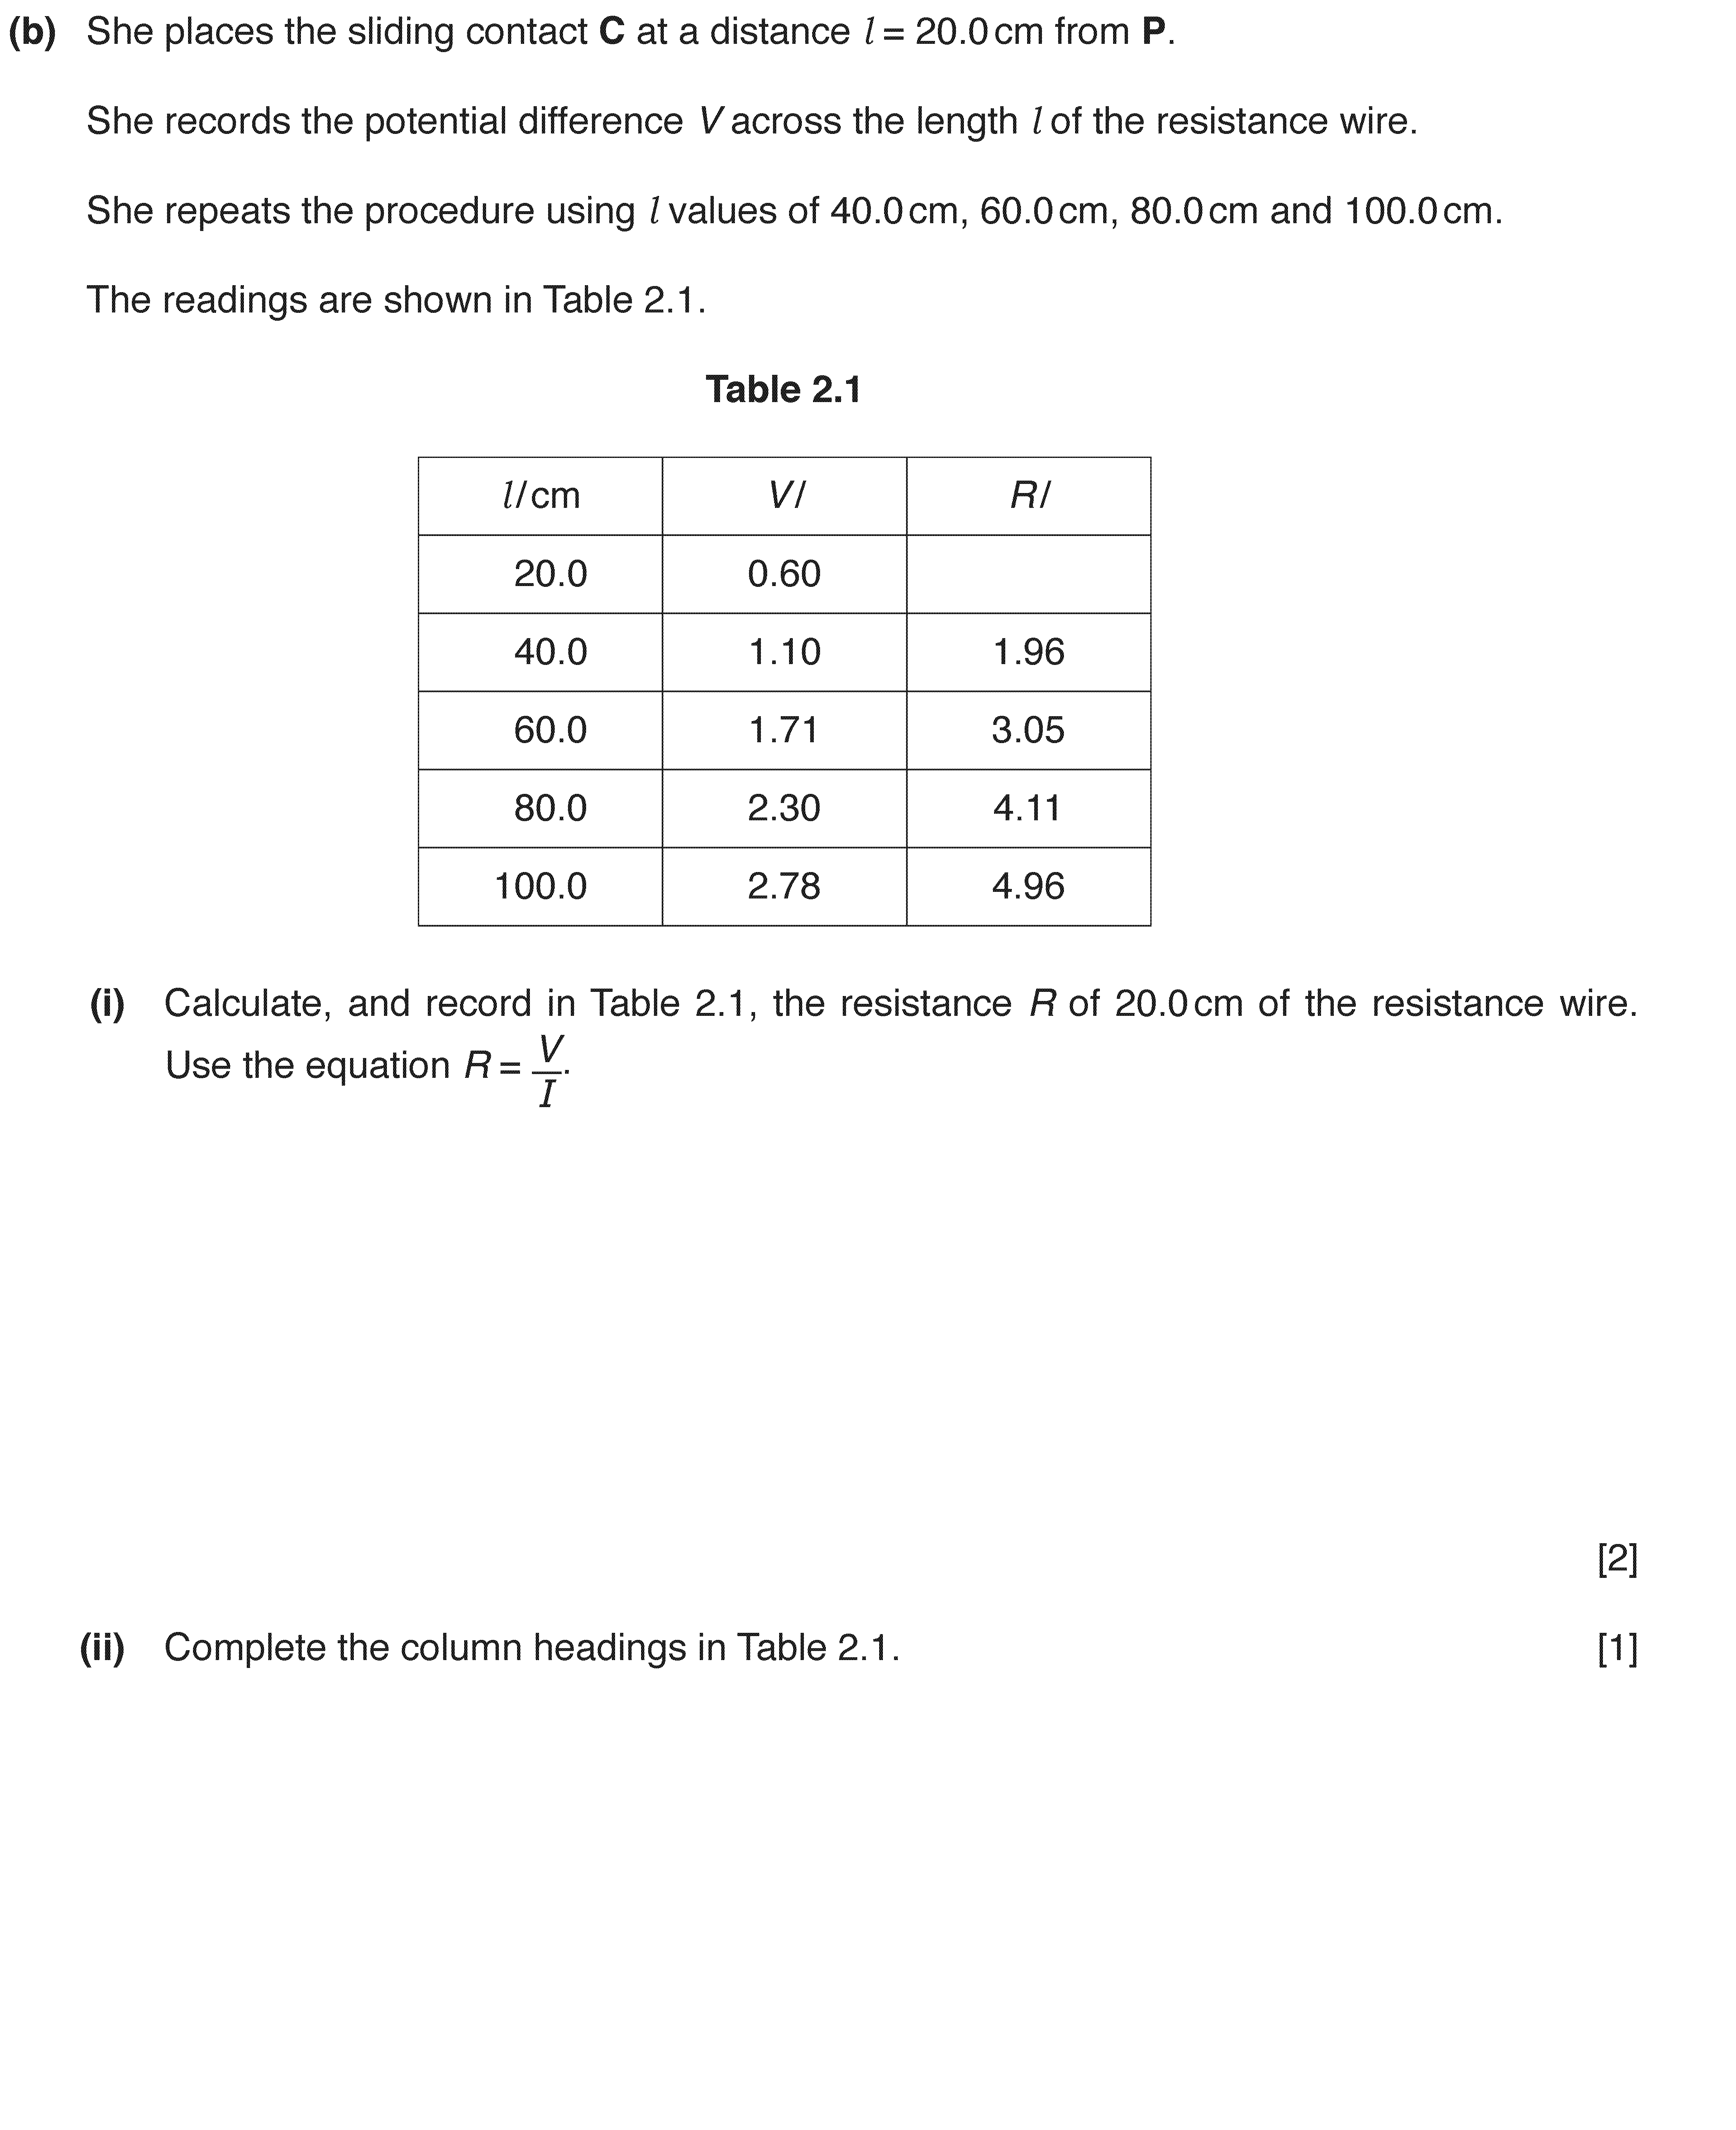 (b) She places the sliding contact C at a distance l = 20.0 cm from P.
She records the potential difference V across the length l of the resistance wire.
She repeats the procedure using l values of 40.0 cm, 60.0 cm, 80.0 cm and 100.0 cm.
The readings are shown in Table 2.1.
Table 2.1
l / cm V / R /
20.0 0.60
40.0 1.10 1.96
60.0 1.71 3.05
80.0 2.30 4.11
100.0 2.78 4.96
(i) Calculate, and record in Table 2.1, the resistance R of 20.0 cm of the resistance wire.
Use the equation R = V/I.
[2]
(ii) Complete the column headings in Table 2.1. [1]